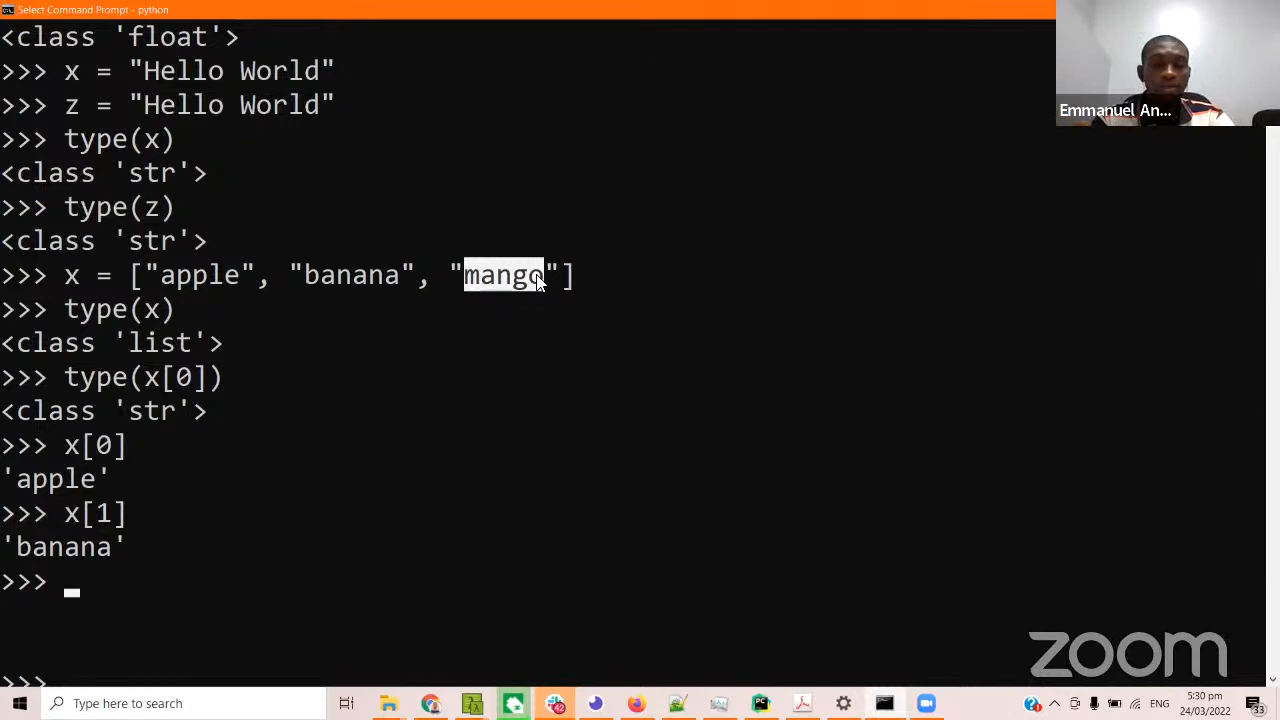 Select Command Prompt - python
<class 'float'>
>>> x = "Hello World"
>>> z = "Hello World"
>>> type(x)
<class 'str'>
>>> type(z)
<class 'str'>
>>> x = ["apple", "banana", "mango"]
>>> type(x)
<class 'list'>
>>> type(x[0])
<class 'str'>
>>> x[0]
'apple'
>>> x[1]
'banana'
>>>
>>>
Emmanuel An...
zoom
Type here to search
ENG
5:30 pm
24/03/2022
33